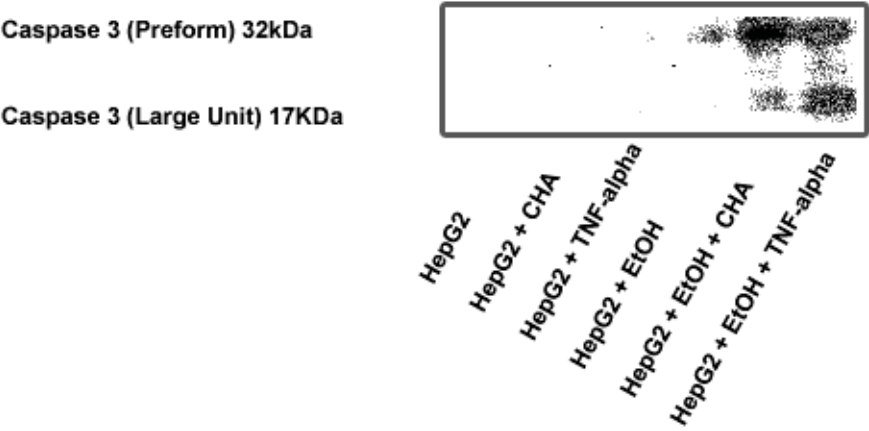 Caspase 3 (Preform) 32kDa
Caspase 3 (Large Unit) 17KDa
HepG2
HepG2 + CHA
HepG2 + TNF-alpha
HepG2 + EtOH
HepG2 + EtOH + CHA
HepG2 + EtOH + TNF-alpha